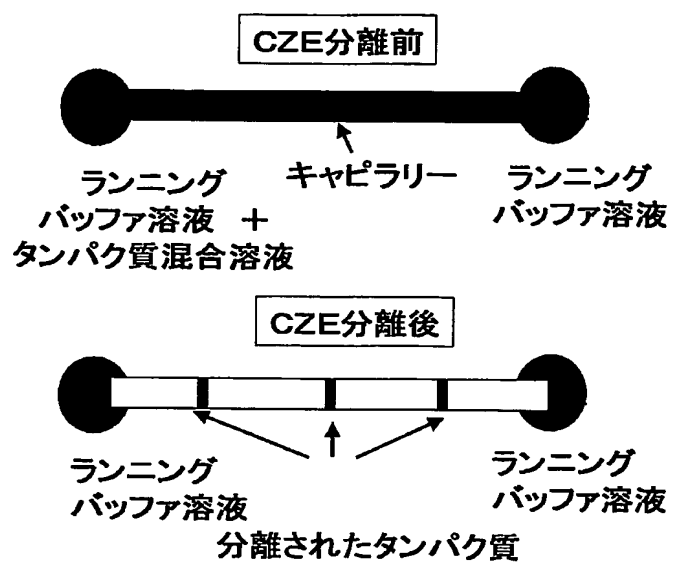 CZE分離前
キャピラリー
ランニング
バッファ溶液 +
タンパク質混合溶液
ランニング
バッファ溶液
CZE分離後
ランニング
バッファ溶液
ランニング
バッファ溶液
分離されたタンパク質